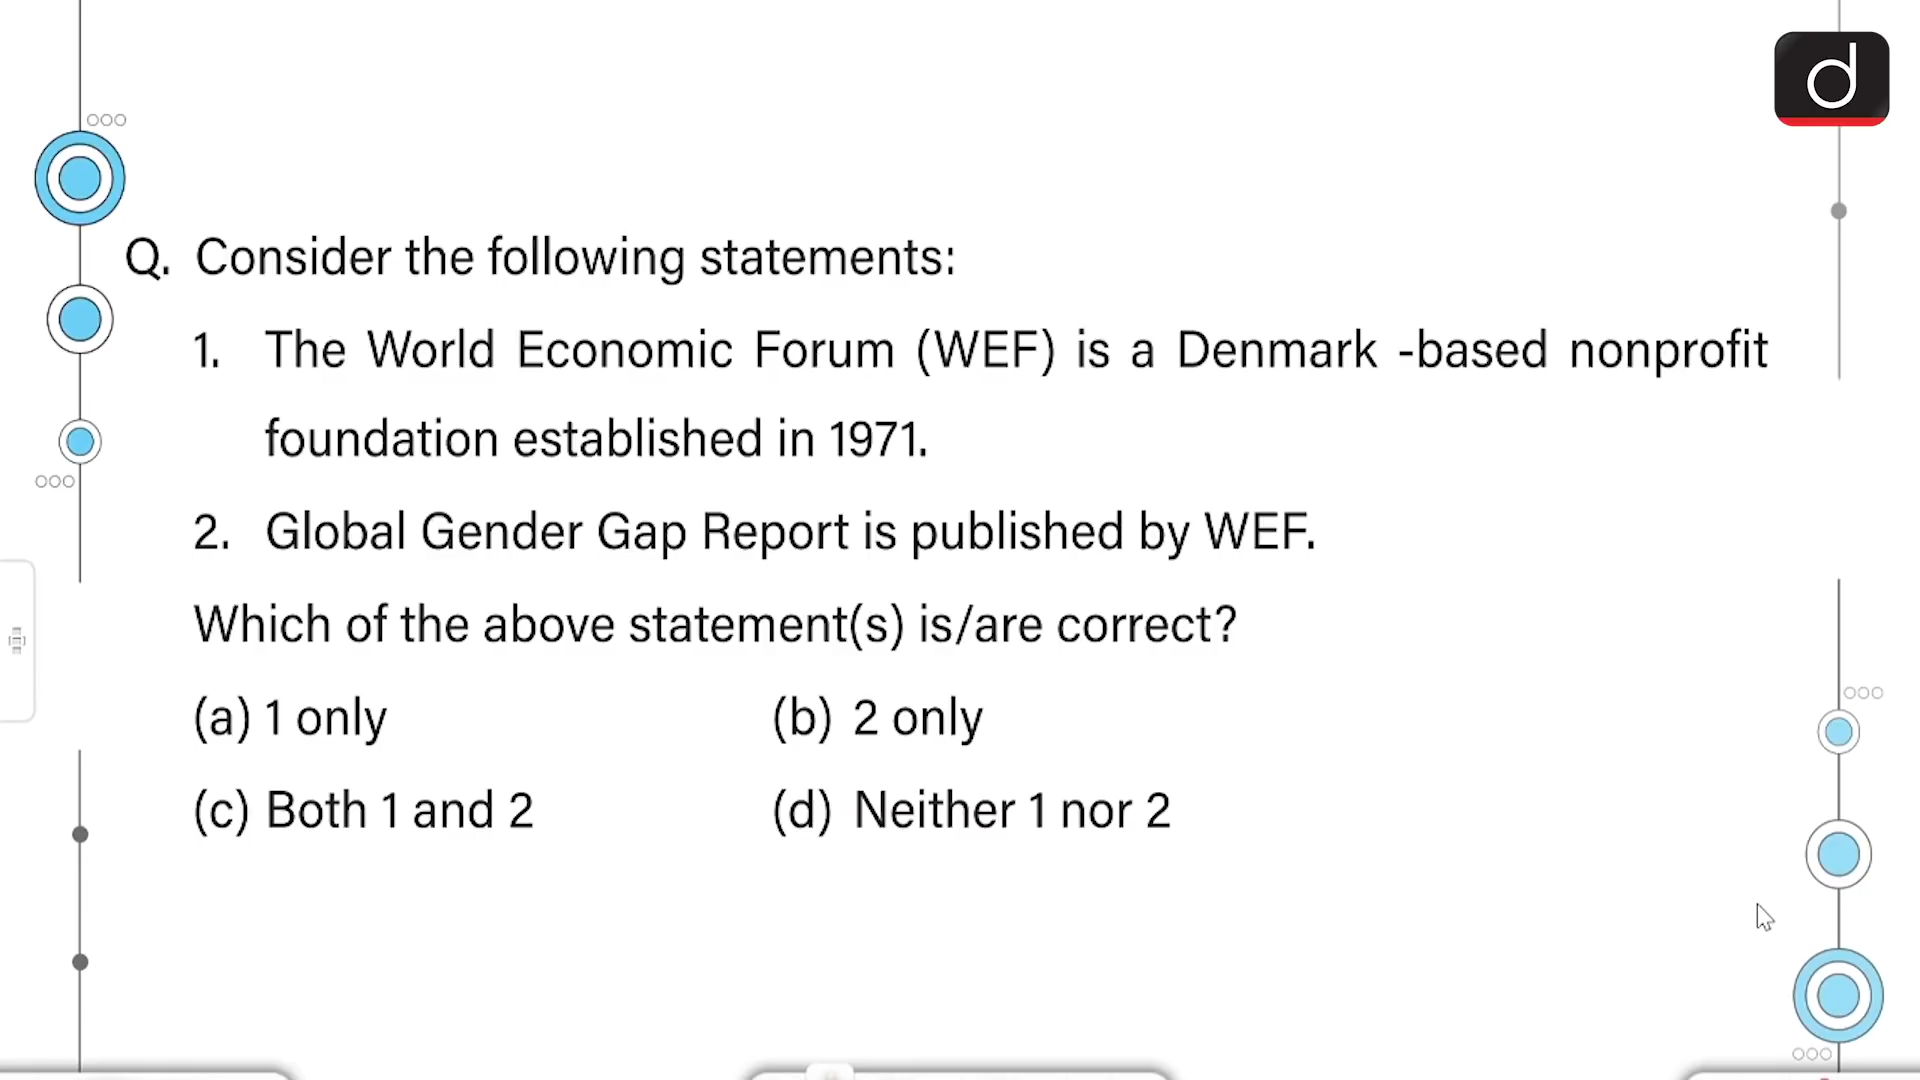 d
Q. Consider the following statements:
1. The World Economic Forum (WEF) is a Denmark -based nonprofit
foundation established in 1971.
2. Global Gender Gap Report is published by WEF.
Which of the above statement(s) is/are correct?
(a) 1 only (b) 2 only
(c) Both 1 and 2 (d) Neither 1 nor 2